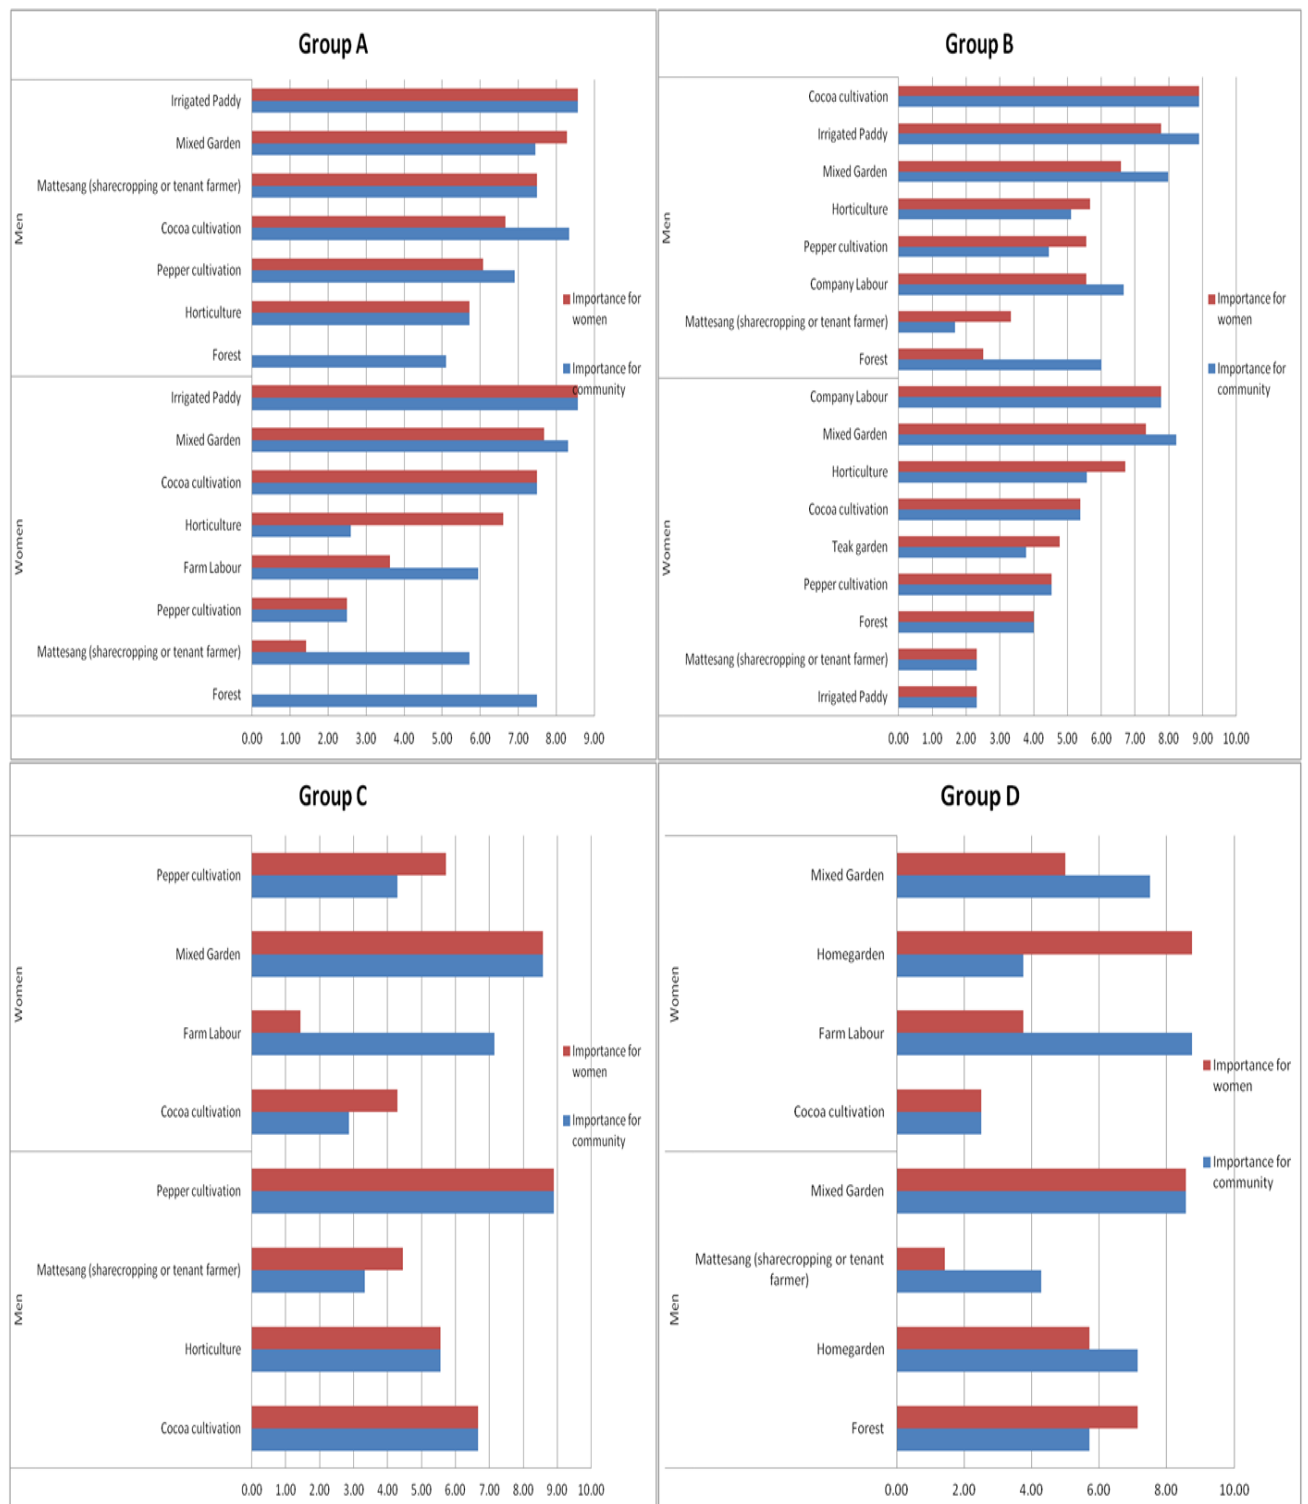 Group A
Men
Irrigated Paddy
Mixed Garden
Mattesang (sharecropping or tenant farmer)
Cocoa cultivation
Pepper cultivation
Horticulture
Forest
Women
Irrigated Paddy
Mixed Garden
Cocoa cultivation
Horticulture
Farm Labour
Pepper cultivation
Mattesang (sharecropping or tenant farmer)
Forest
0.00 1.00 2.00 3.00 4.00 5.00 6.00 7.00 8.00 9.00
Importance for
women
Importance for
community
Group B
Men
Cocoa cultivation
Irrigated Paddy
Mixed Garden
Horticulture
Pepper cultivation
Company Labour
Mattesang (sharecropping or tenant farmer)
Forest
Women
Company Labour
Mixed Garden
Horticulture
Cocoa cultivation
Teak garden
Pepper cultivation
Forest
Mattesang (sharecropping or tenant farmer)
Irrigated Paddy
0.00 1.00 2.00 3.00 4.00 5.00 6.00 7.00 8.00 9.00 10.00
Importance for
women
Importance for
community
Group C
Women
Pepper cultivation
Mixed Garden
Farm Labour
Cocoa cultivation
Men
Pepper cultivation
Mattesang (sharecropping or tenant farmer)
Horticulture
Cocoa cultivation
0.00 1.00 2.00 3.00 4.00 5.00 6.00 7.00 8.00 9.00 10.00
Importance for
women
Importance for
community
Group D
Women
Mixed Garden
Homegarden
Farm Labour
Cocoa cultivation
Men
Mixed Garden
Mattesang (sharecropping or tenant
farmer)
Homegarden
Forest
0.00 2.00 4.00 6.00 8.00 10.00
Importance for
women
Importance for
community